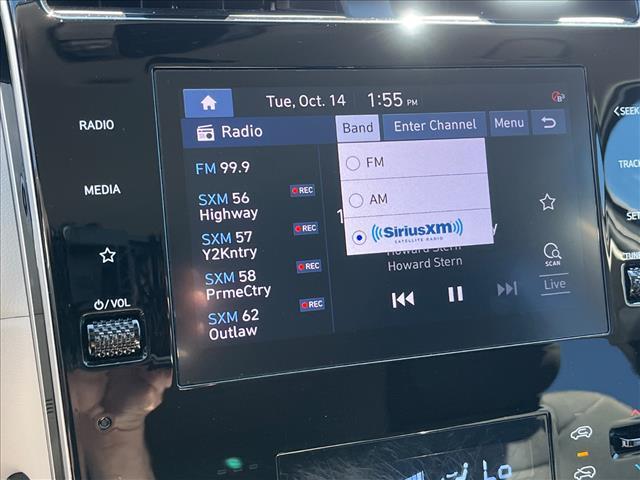 Tue, Oct. 14 1:55 PM
RADIO
Radio
Band
Enter Channel
Menu
SEEK
FM 99.9
FM
MEDIA
SXM 56
REC
Highway
AM
TRACK
SXM 57
REC
Y2Kntry
SiriusXM
SATELLITE RADIO
Howard Stern
Howard Stern
SCAN
SXM 58
REC
PrmeCtry
Live
/VOL
SXM 62
REC
Outlaw
Lo